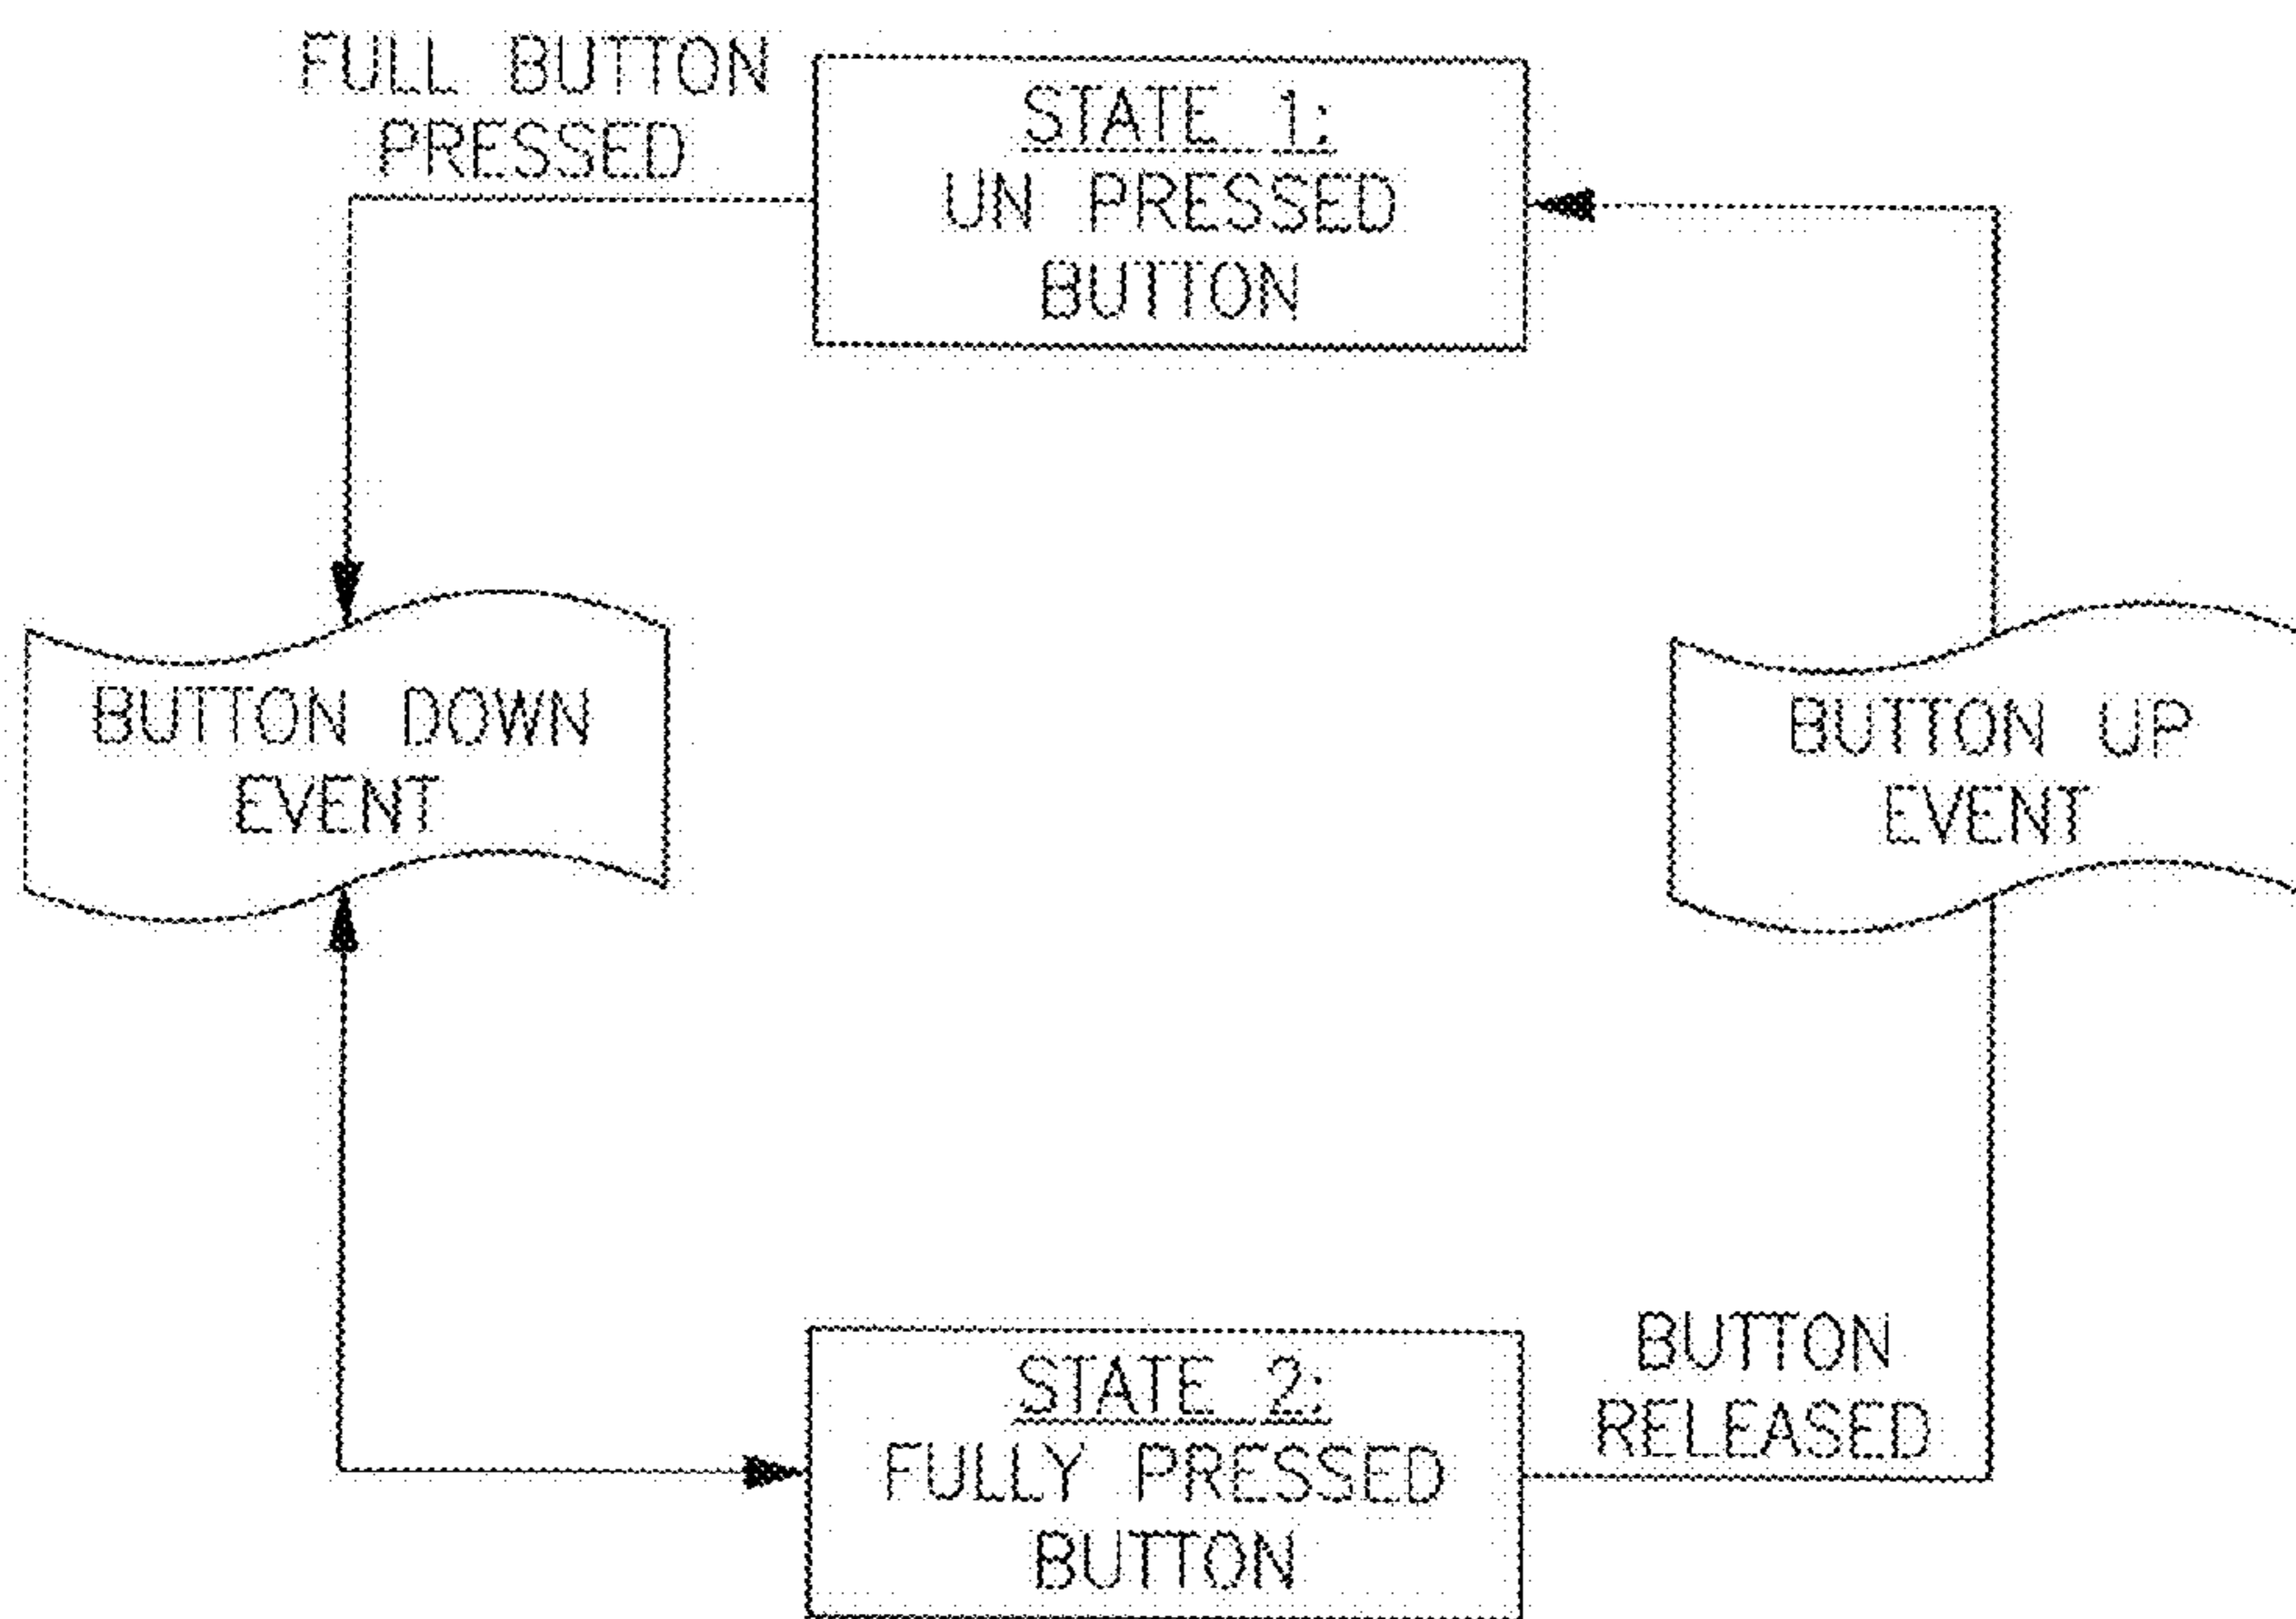 FULL BUTTON
PRESSED
STATE 1:
UN PRESSED
BUTTON
BUTTON DOWN
EVENT
BUTTON UP
EVENT
STATE 2:
FULLY PRESSED
BUTTON
BUTTON
RELEASED